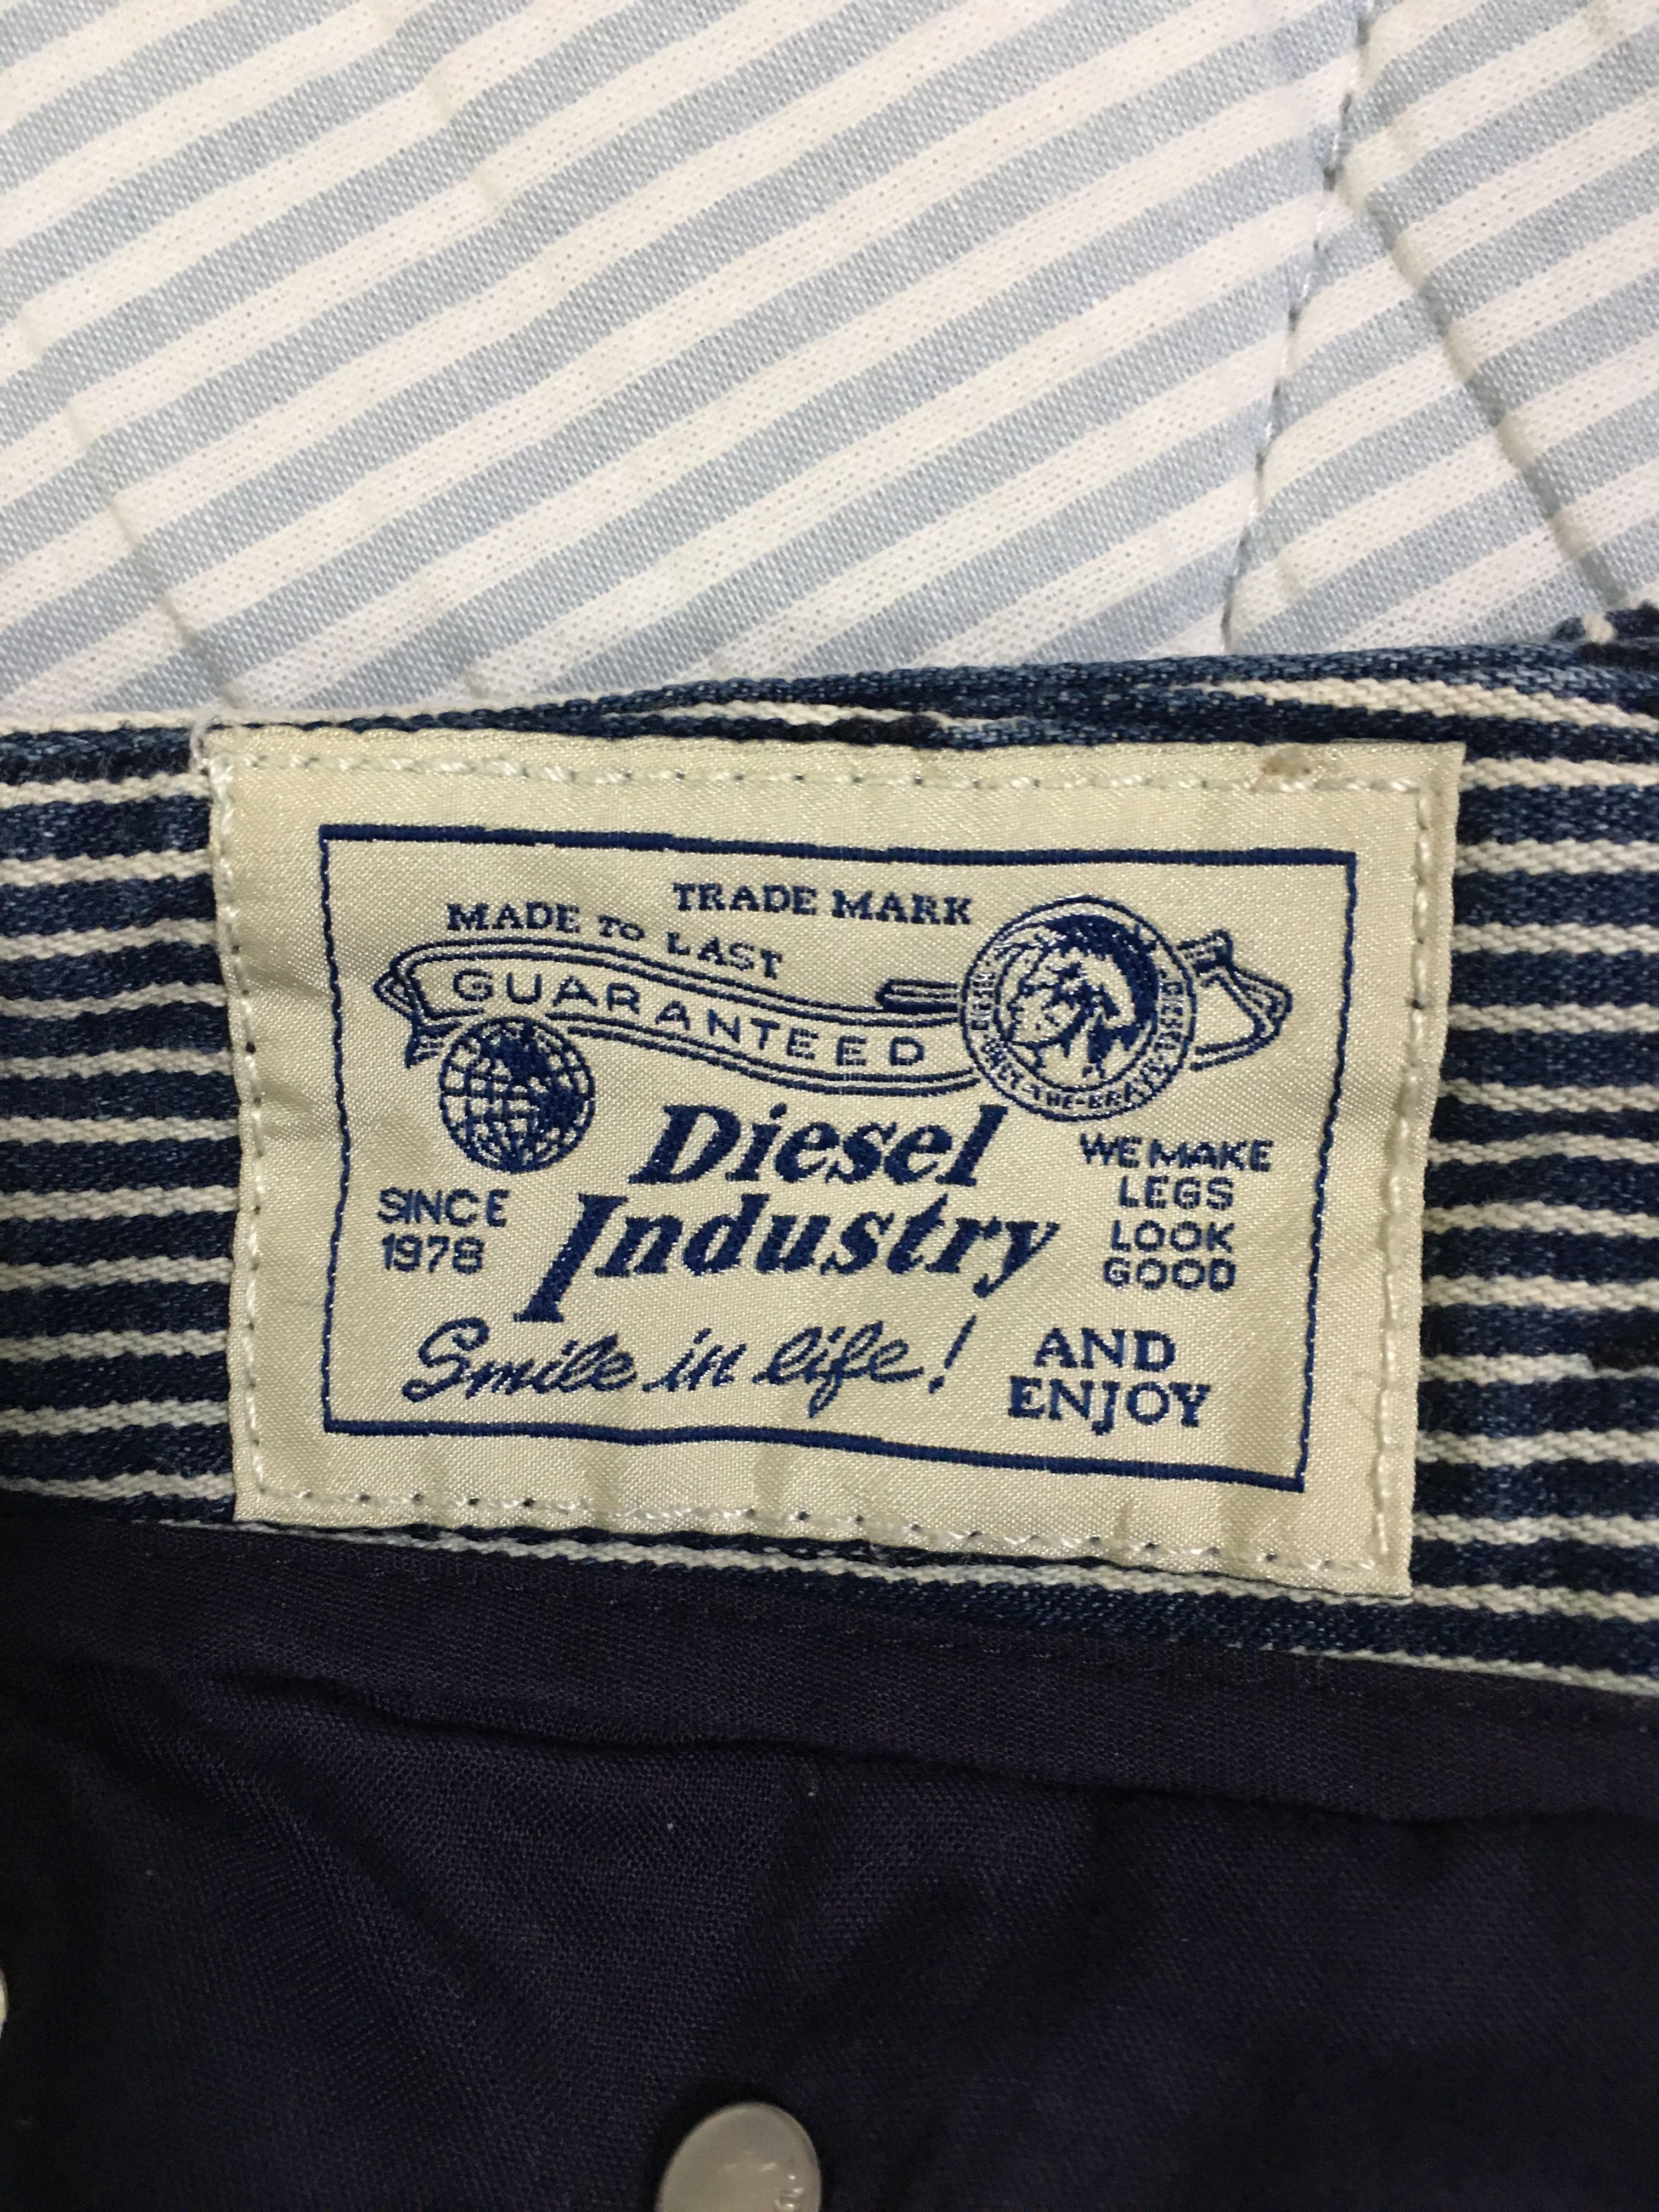 TRADE MARK
MADE TO LAST
GUARANTEED
Diesel
Industry
SINCE
1978
WE MAKE
LEGS
LOOK
GOOD
Smile in life!
AND
ENJOY